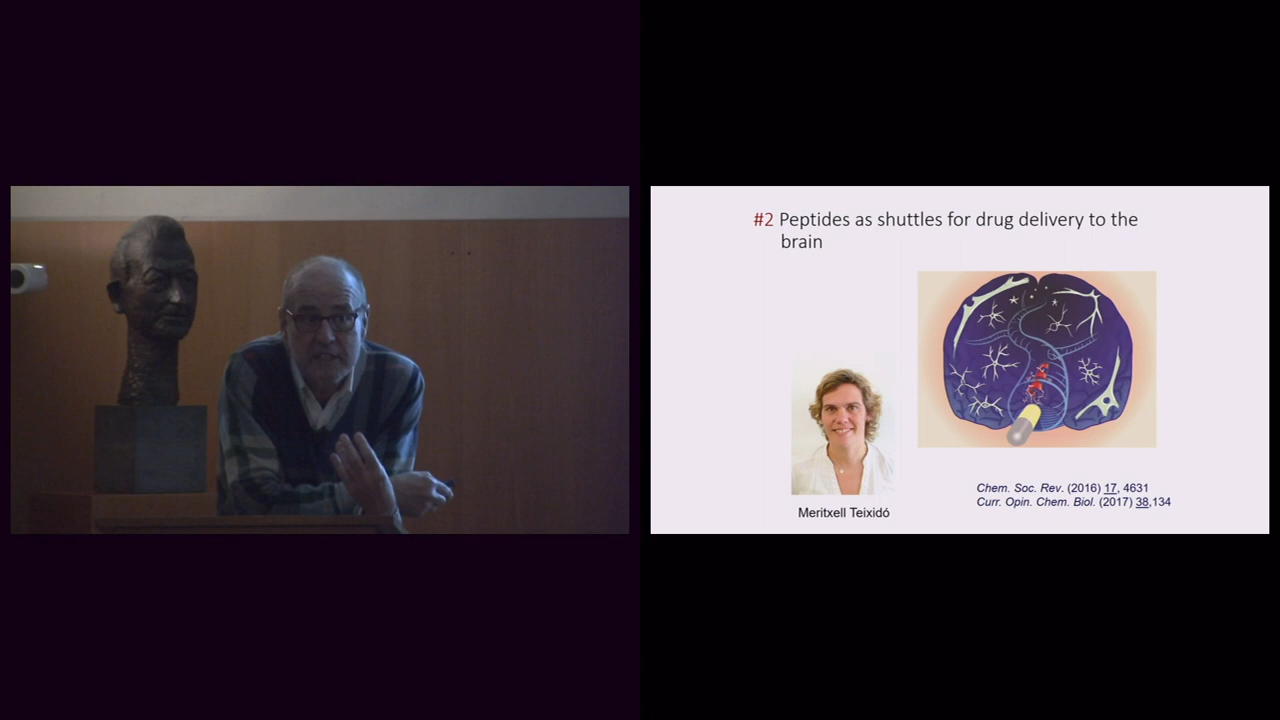 #2 Peptides as shuttles for drug delivery to the
brain
Meritxell Teixidó
Chem. Soc. Rev. (2016) 17, 4631
Curr. Opin. Chem. Biol. (2017) 38,134